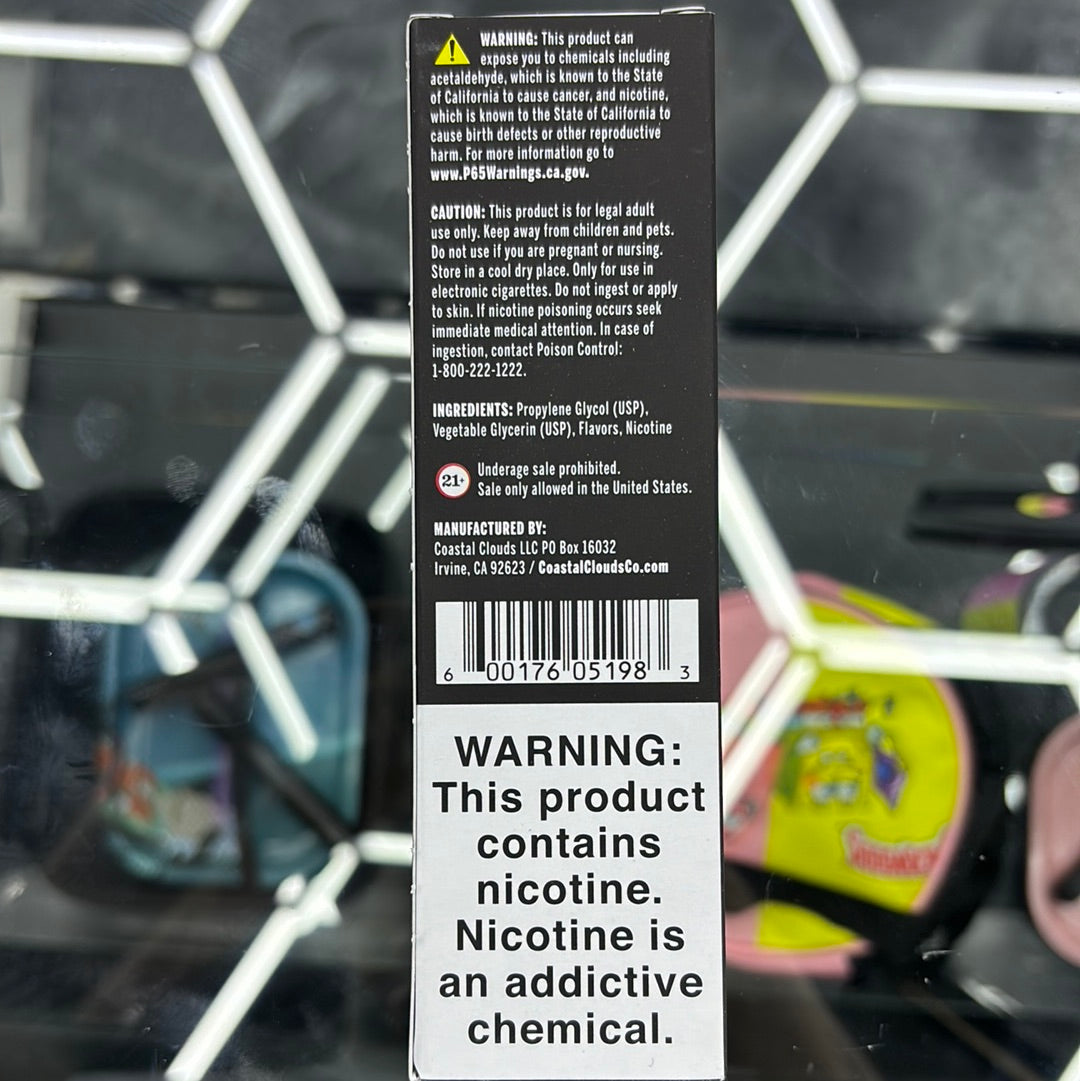 WARNING: This product can
expose you to chemicals including
acetaldehyde, which is known to the State
of California to cause cancer, and nicotine,
which is known to the State of California to
cause birth defects or other reproductive
harm. For more information go to
www.P65Warnings.ca.gov.
CAUTION: This product is for legal adult
use only. Keep away from children and pets.
Do not use if you are pregnant or nursing.
Store in a cool dry place. Only for use in
electronic cigarettes. Do not ingest or apply
to skin. If nicotine poisoning occurs seek
immediate medical attention. In case of
ingestion, contact Poison Control:
1-800-222-1222.
INGREDIENTS: Propylene Glycol (USP),
Vegetable Glycerin (USP), Flavors, Nicotine
21+
Underage sale prohibited.
Sale only allowed in the United States.
MANUFACTURED BY:
Coastal Clouds LLC PO Box 16032
Irvine, CA 92623 / CoastalCloudsCo.com
6 00176 05198 3
WARNING:
This product
contains
nicotine.
Nicotine is
an addictive
chemical.